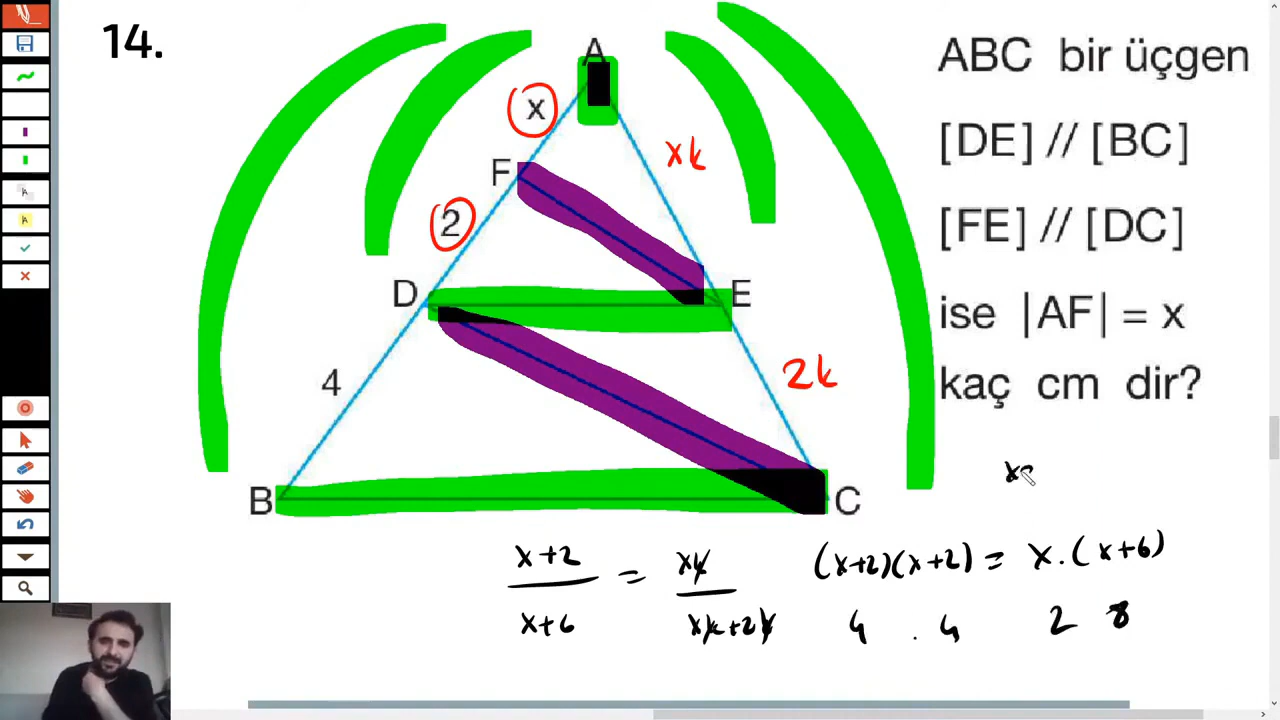 14.
A
x
F
2
D
E
4
B
C
xk
2k
ABC bir üçgen
[DE] // [BC]
[FE] // [DC]
ise |AF| = x
kaç cm dir?
x+2 / x+6 = xk / xk+2k
(x+2)(x+2) = x.(x+6)
4 . 4 2 8